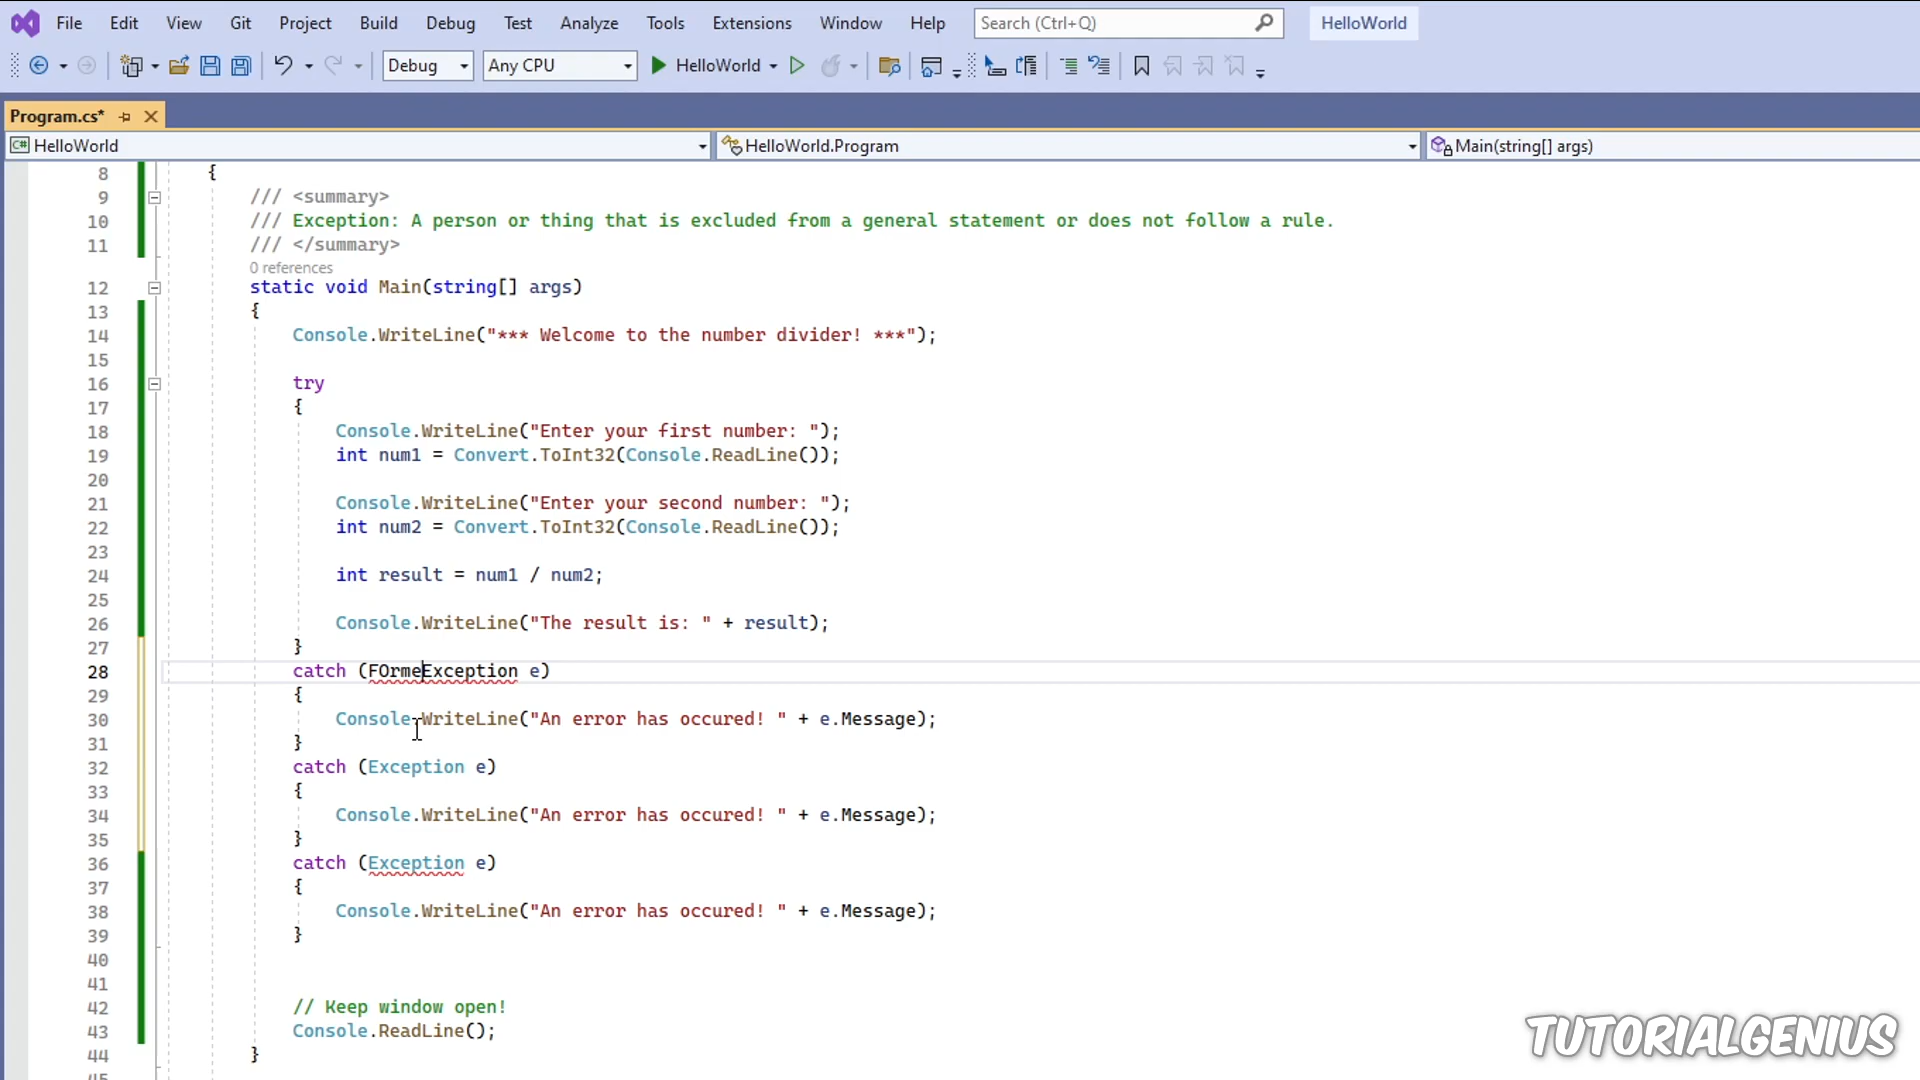 File Edit View Git Project Build Debug Test Analyze Tools Extensions Window Help Search (Ctrl+Q) HelloWorld
Debug Any CPU HelloWorld
Program.cs*
C# HelloWorld HelloWorld.Program Main(string[] args)
8 {
9 /// <summary>
10 /// Exception: A person or thing that is excluded from a general statement or does not follow a rule.
11 /// </summary>
0 references
12 static void Main(string[] args)
13 {
14 Console.WriteLine("*** Welcome to the number divider! ***");
15
16 try
17 {
18 Console.WriteLine("Enter your first number: ");
19 int num1 = Convert.ToInt32(Console.ReadLine());
20
21 Console.WriteLine("Enter your second number: ");
22 int num2 = Convert.ToInt32(Console.ReadLine());
23
24 int result = num1 / num2;
25
26 Console.WriteLine("The result is: " + result);
27 }
28 catch (FOrmeException e)
29 {
30 Console.WriteLine("An error has occured! " + e.Message);
31 }
32 catch (Exception e)
33 {
34 Console.WriteLine("An error has occured! " + e.Message);
35 }
36 catch (Exception e)
37 {
38 Console.WriteLine("An error has occured! " + e.Message);
39 }
40
41
42 // Keep window open!
43 Console.ReadLine();
44 }
45
TUTORIALGENIUS